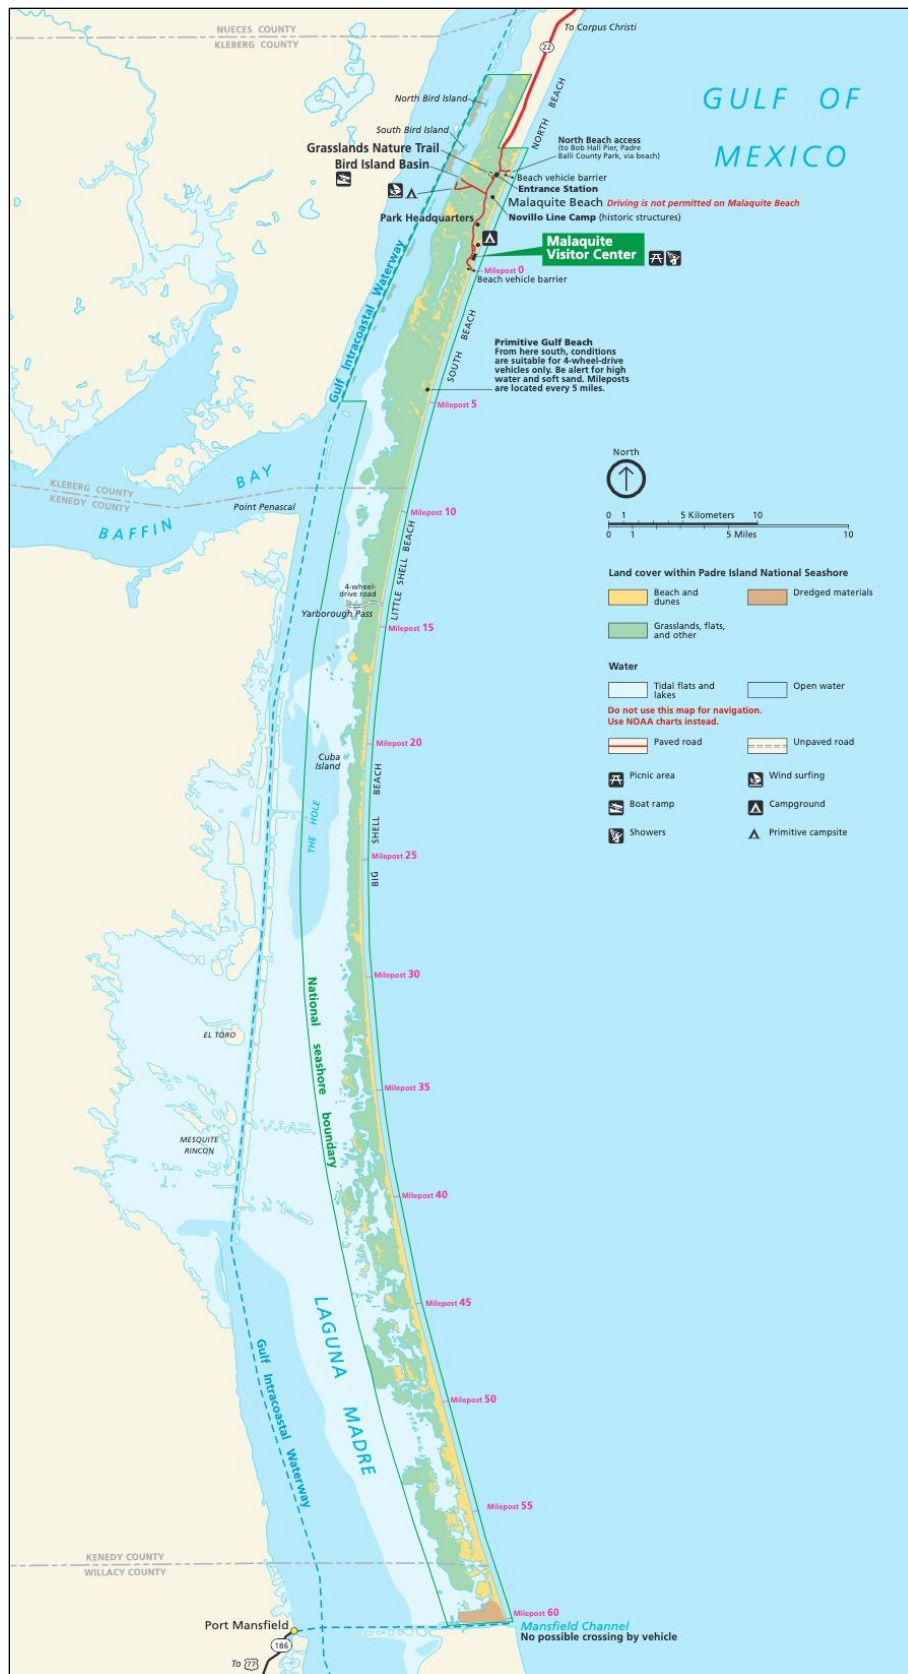 NUECES COUNTY
KLEBERG COUNTY
To Corpus Christi
22
GULF OF
MEXICO
North Bird Island
NORTH BEACH
South Bird Island
Grasslands Nature Trail
Bird Island Basin
North Beach access
(to Bob Hall Pier, Padre
Balli County Park, via beach)
Beach vehicle barrier
Entrance Station
Malaquite Beach Driving is not permitted on Malaquite Beach
Park Headquarters
Novillo Line Camp (historic structures)
Malaquite
Visitor Center
Milepost 0
Beach vehicle barrier
Gulf Intracoastal Waterway
SOUTH BEACH
Primitive Gulf Beach
From here south, conditions
are suitable for 4-wheel-drive
vehicles only. Be alert for high
water and soft sand. Mileposts
are located every 5 miles.
Milepost 5
North
BAFFIN BAY
KLEBERG COUNTY
KENEDY COUNTY
Point Penascal
Milepost 10
0 1 5 Kilometers 10
0 1 5 Miles 10
LITTLE SHELL BEACH
4-wheel-
drive road
Yarborough Pass
Milepost 15
Land cover within Padre Island National Seashore
Beach and
dunes
Dredged materials
Grasslands, flats,
and other
Water
Tidal flats and
lakes
Open water
Do not use this map for navigation.
Use NOAA charts instead.
Paved road
Unpaved road
Picnic area
Wind surfing
Boat ramp
Campground
Showers
Primitive campsite
Milepost 20
Cuba
Island
THE HOLE
BIG SHELL BEACH
Milepost 25
Milepost 30
National seashore boundary
EL TORO
Milepost 35
MESQUITE
RINCON
Milepost 40
LAGUNA MADRE
Milepost 45
Gulf Intracoastal Waterway
Milepost 50
Milepost 55
KENEDY COUNTY
WILLACY COUNTY
Milepost 60
Port Mansfield
Mansfield Channel
No possible crossing by vehicle
186
To 77